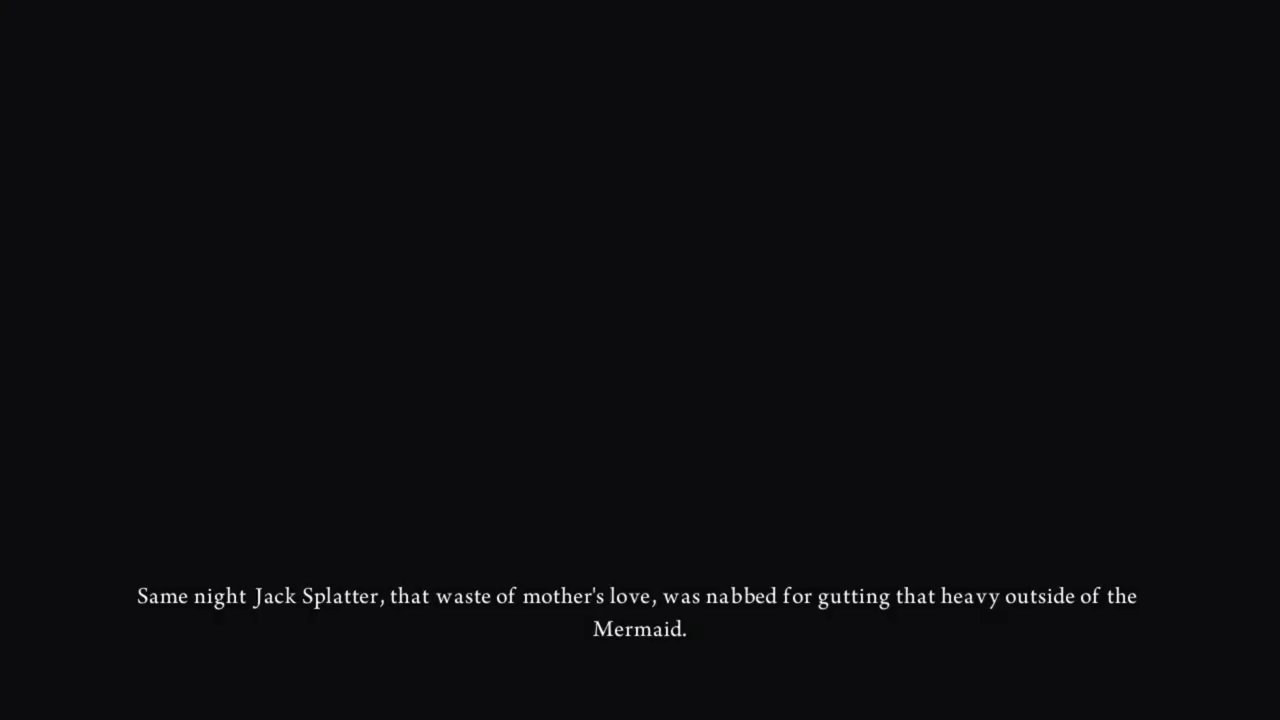 Same night Jack Splatter, that waste of mother's love, was nabbed for gutting that heavy outside of the
Mermaid.